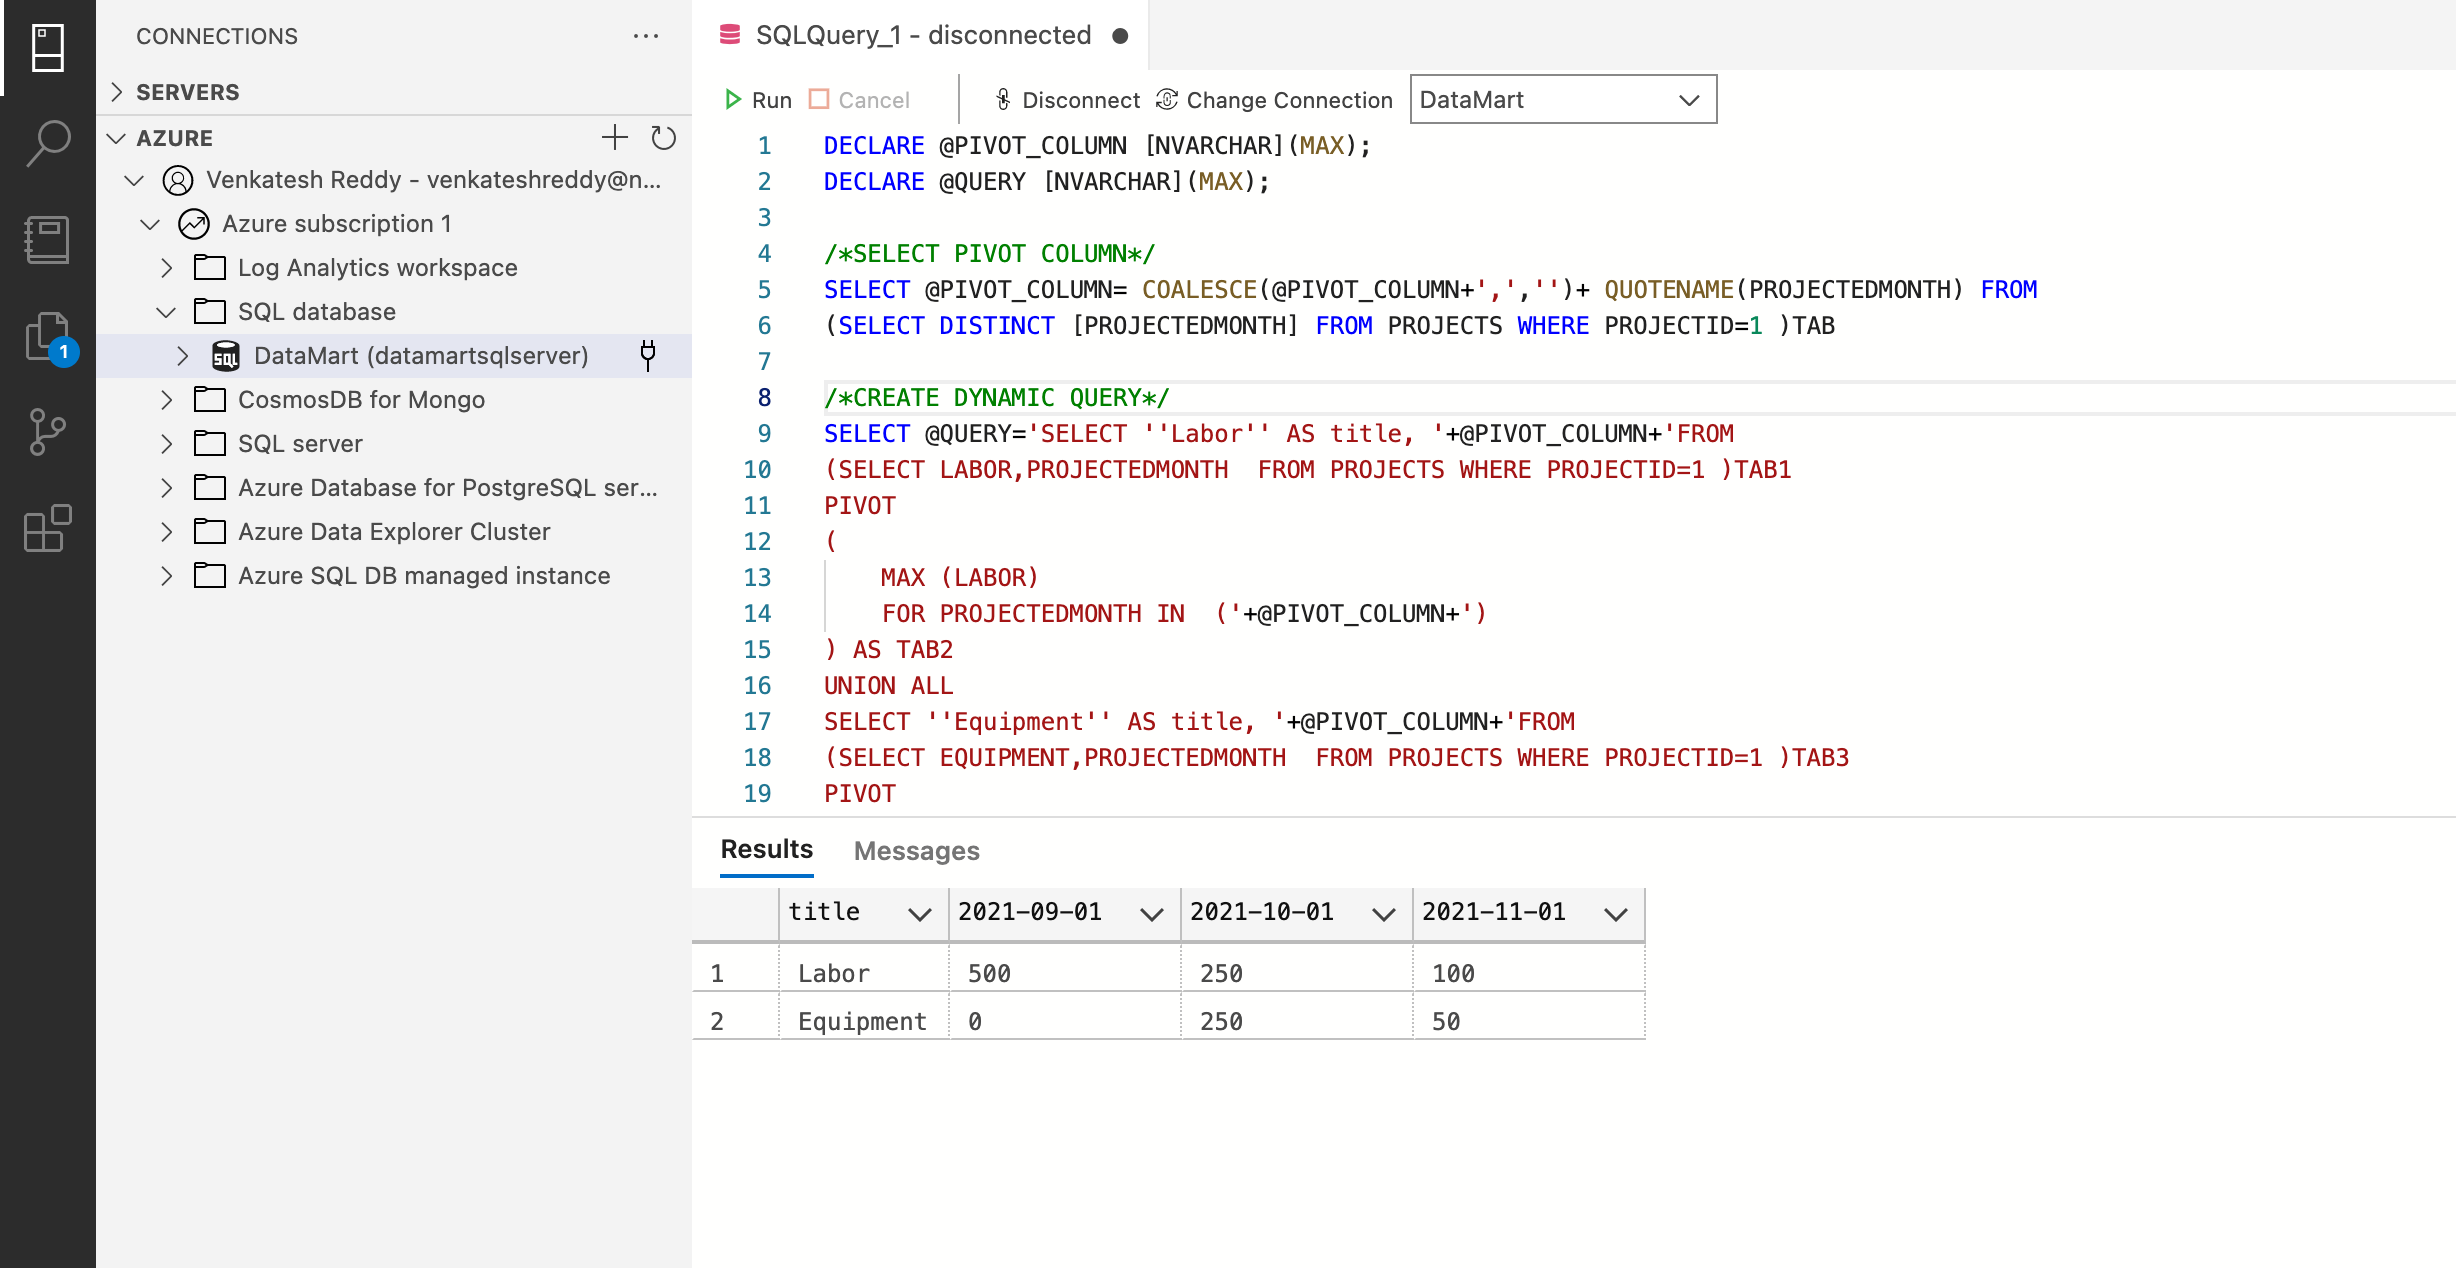 CONNECTIONS
SERVERS
AZURE
Venkatesh Reddy - venkateshreddy@n...
Azure subscription 1
Log Analytics workspace
SQL database
SQL DataMart (datamartsqlserver)
CosmosDB for Mongo
SQL server
Azure Database for PostgreSQL ser...
Azure Data Explorer Cluster
Azure SQL DB managed instance
1
SQLQuery_1 - disconnected
Run Cancel Disconnect Change Connection DataMart
1 DECLARE @PIVOT_COLUMN [NVARCHAR](MAX);
2 DECLARE @QUERY [NVARCHAR](MAX);
3
4 /*SELECT PIVOT COLUMN*/
5 SELECT @PIVOT_COLUMN= COALESCE(@PIVOT_COLUMN+',','')+ QUOTENAME(PROJECTEDMONTH) FROM
6 (SELECT DISTINCT [PROJECTEDMONTH] FROM PROJECTS WHERE PROJECTID=1 )TAB
7
8 /*CREATE DYNAMIC QUERY*/
9 SELECT @QUERY='SELECT ''Labor'' AS title, '+@PIVOT_COLUMN+'FROM
10 (SELECT LABOR,PROJECTEDMONTH  FROM PROJECTS WHERE PROJECTID=1 )TAB1
11 PIVOT
12 (
13     MAX (LABOR)
14     FOR PROJECTEDMONTH IN  ('+@PIVOT_COLUMN+')
15 ) AS TAB2
16 UNION ALL
17 SELECT ''Equipment'' AS title, '+@PIVOT_COLUMN+'FROM
18 (SELECT EQUIPMENT,PROJECTEDMONTH  FROM PROJECTS WHERE PROJECTID=1 )TAB3
19 PIVOT
Results Messages
title 2021-09-01 2021-10-01 2021-11-01
1 Labor 500 250 100
2 Equipment 0 250 50